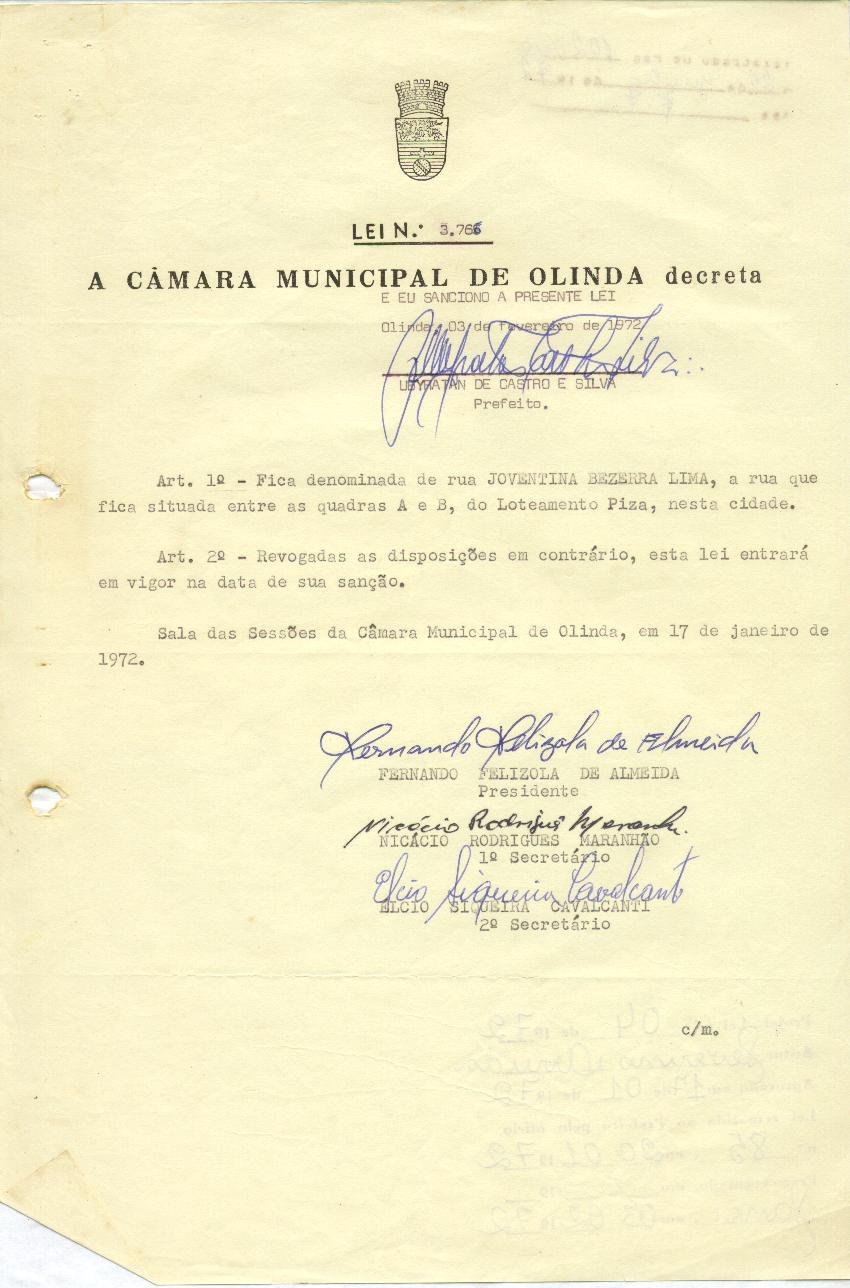 LEI N.º 3.766
A CÂMARA MUNICIPAL DE OLINDA decreta
E EU SANCIONO A PRESENTE LEI
Olinda, 03 de fevereiro de 1972
UBYRATAN DE CASTRO E SILVA
Prefeito.
Art. 1º - Fica denominada de rua JOVENTINA BEZERRA LIMA, a rua que
fica situada entre as quadras A e B, do Loteamento Piza, nesta cidade.
Art. 2º - Revogadas as disposições em contrário, esta lei entrará
em vigor na data de sua sanção.
Sala das Sessões da Câmara Municipal de Olinda, em 17 de janeiro de
1972.
Fernando Felizola de Almeida
FERNANDO FELIZOLA DE ALMEIDA
Presidente
Nicácio Rodrigues Maranhão
NICÁCIO RODRIGUES MARANHÃO
1º Secretário
Elcio Siqueira Cavalcanti
ELCIO SIQUEIRA CAVALCANTI
2º Secretário
c/m.